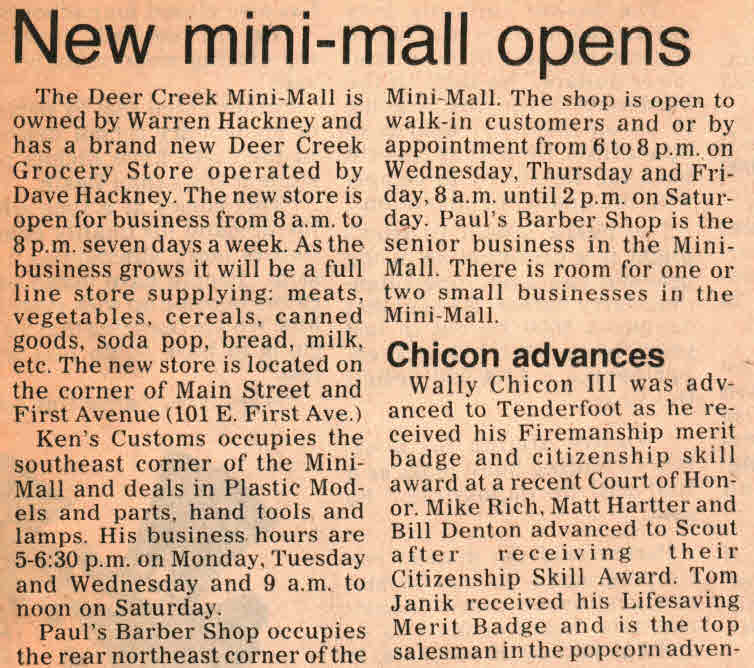 New mini-mall opens
The Deer Creek Mini-Mall is
owned by Warren Hackney and
has a brand new Deer Creek
Grocery Store operated by
Dave Hackney. The new store is
open for business from 8 a.m. to
8 p.m. seven days a week. As the
business grows it will be a full
line store supplying: meats,
vegetables, cereals, canned
goods, soda pop, bread, milk,
etc. The new store is located on
the corner of Main Street and
First Avenue (101 E. First Ave.)
Ken's Customs occupies the
southeast corner of the Mini-
Mall and deals in Plastic Mod-
els and parts, hand tools and
lamps. His business hours are
5-6:30 p.m. on Monday, Tuesday
and Wednesday and 9 a.m. to
noon on Saturday.
Paul's Barber Shop occupies
the rear northeast corner of the
Mini-Mall. The shop is open to
walk-in customers and or by
appointment from 6 to 8 p.m. on
Wednesday, Thursday and Fri-
day, 8 a.m. until 2 p.m. on Satur-
day. Paul's Barber Shop is the
senior business in the Mini-
Mall. There is room for one or
two small businesses in the
Mini-Mall.
Chicon advances
Wally Chicon III was adv-
anced to Tenderfoot as he re-
ceived his Firemanship merit
badge and citizenship skill
award at a recent Court of Hon-
or. Mike Rich, Matt Hartter and
Bill Denton advanced to Scout
after receiving their
Citizenship Skill Award. Tom
Janik received his Lifesaving
Merit Badge and is the top
salesman in the popcorn adven-